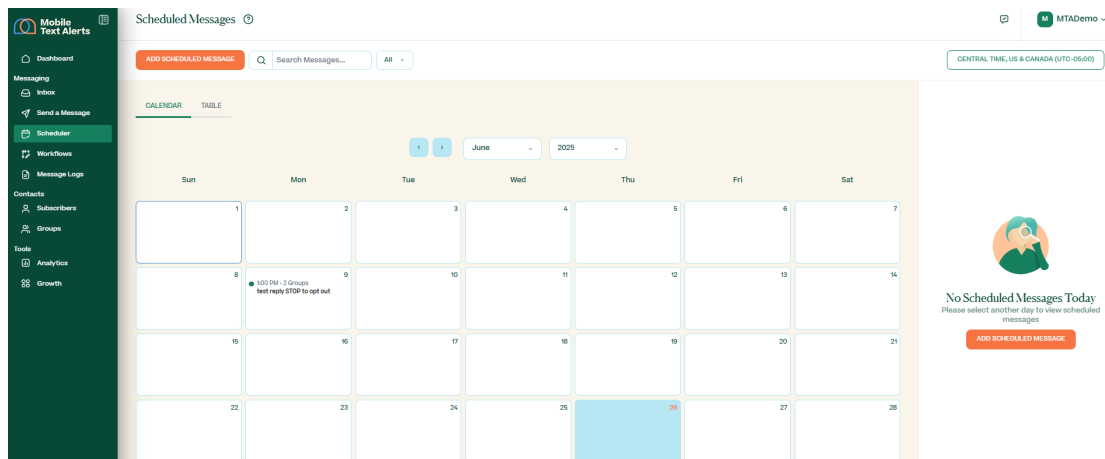 Mobile
Text Alerts
Dashboard
Messaging
Inbox
Send a Message
Scheduler
Workflows
Message Logs
Contacts
Subscribers
Groups
Tools
Analytics
Growth
Scheduled Messages
M MTADemo
ADD SCHEDULED MESSAGE Search Messages... All CENTRAL TIME, US & CANADA (UTC-05:00)
CALENDAR TABLE
June 2025
Sun Mon Tue Wed Thu Fri Sat
1 2 3 4 5 6 7
8 9 10 11 12 13 14
1:00 PM - 2 Groups
test reply STOP to opt out
15 16 17 18 19 20 21
22 23 24 25 26 27 28
No Scheduled Messages Today
Please select another day to view scheduled
messages
ADD SCHEDULED MESSAGE